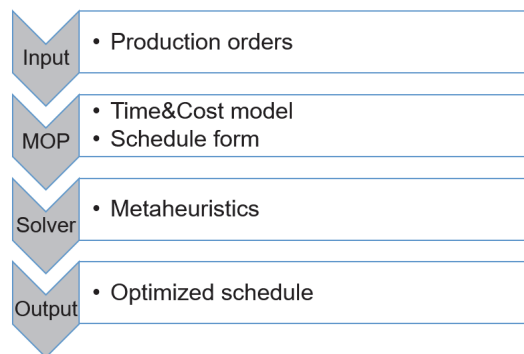 Input
• Production orders
MOP
• Time&Cost model
• Schedule form
Solver
• Metaheuristics
Output
• Optimized schedule